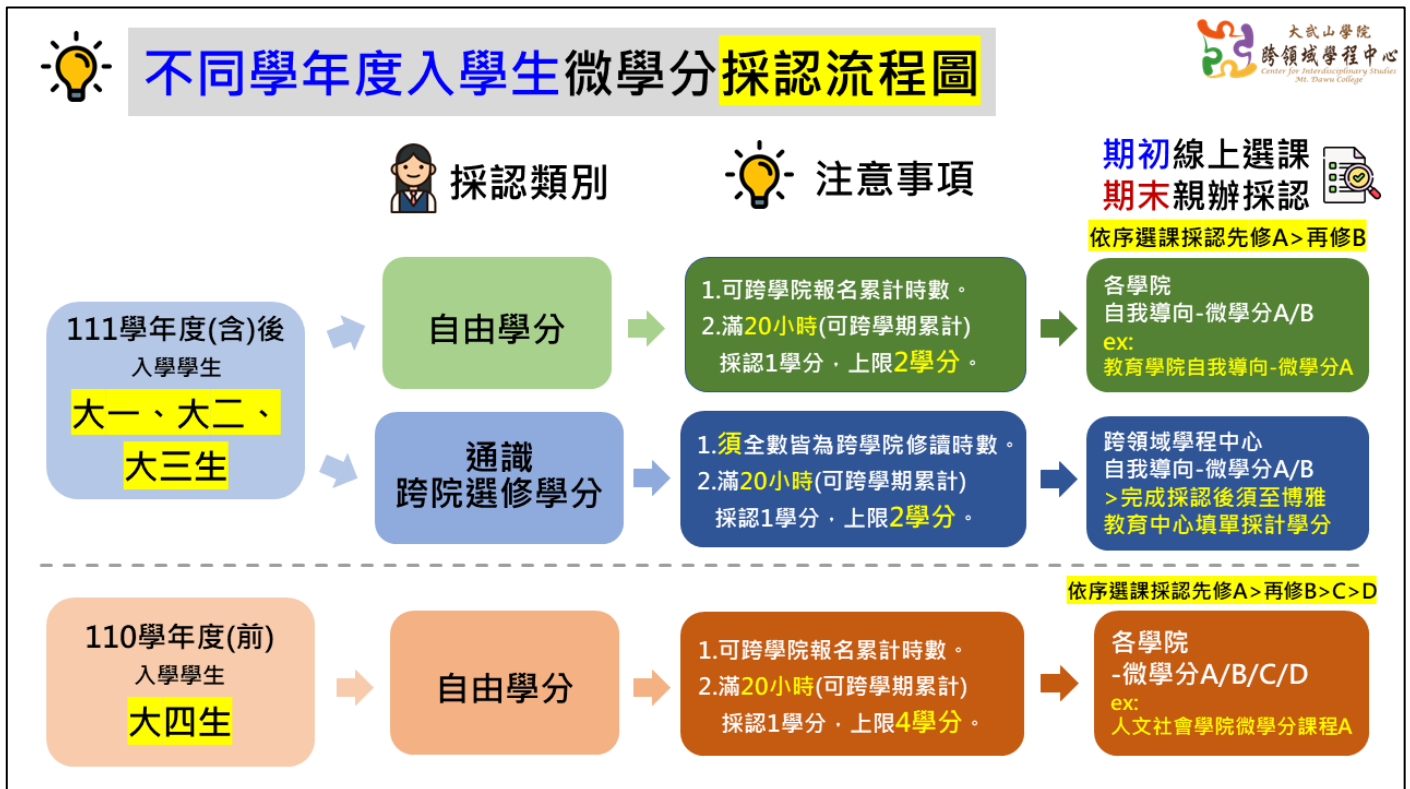 不同學年度入學生微學分採認流程圖
大武山學院
跨領域學程中心
Center for Interdisciplinary Studies
Mt. Dawu College
採認類別
注意事項
期初線上選課
期末親辦採認
依序選課採認先修A>再修B
111學年度(含)後
入學學生
大一、大二、
大三生
自由學分
1.可跨學院報名累計時數。
2.滿20小時(可跨學期累計)
採認1學分，上限2學分。
各學院
自我導向-微學分A/B
ex:
教育學院自我導向-微學分A
通識
跨院選修學分
1.須全數皆為跨學院修讀時數。
2.滿20小時(可跨學期累計)
採認1學分，上限2學分。
跨領域學程中心
自我導向-微學分A/B
>完成採認後須至博雅
教育中心填單採計學分
依序選課採認先修A>再修B>C>D
110學年度(前)
入學學生
大四生
自由學分
1.可跨學院報名累計時數。
2.滿20小時(可跨學期累計)
採認1學分，上限4學分。
各學院
-微學分A/B/C/D
ex:
人文社會學院微學分課程A